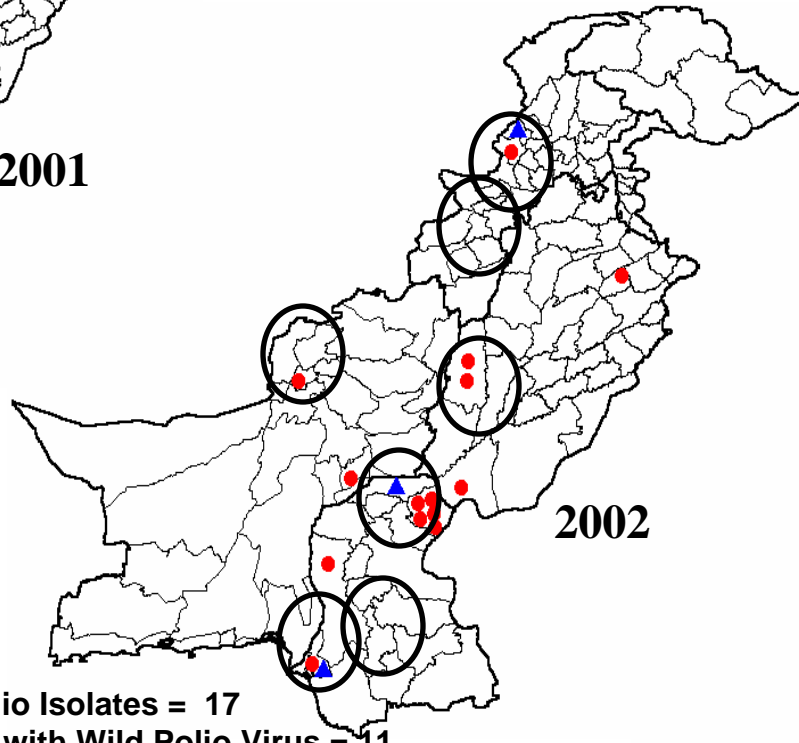 2001
2002
io Isolates = 17
with Wild Polio Virus = 11